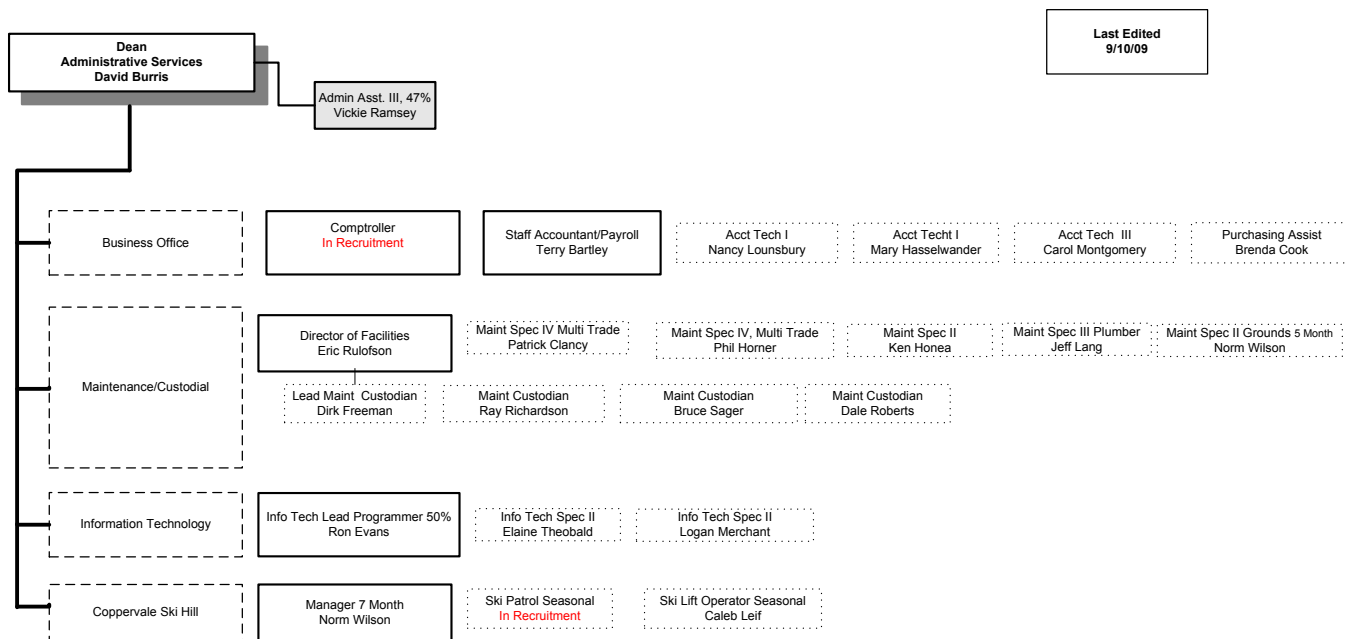 Dean
Administrative Services
David Burris
Last Edited
9/10/09
Admin Asst. III, 47%
Vickie Ramsey
Business Office
Comptroller
In Recruitment
Staff Accountant/Payroll
Terry Bartley
Acct Tech I
Nancy Lounsbury
Acct Techt I
Mary Hasselwander
Acct Tech III
Carol Montgomery
Purchasing Assist
Brenda Cook
Maintenance/Custodial
Director of Facilities
Eric Rulofson
Maint Spec IV Multi Trade
Patrick Clancy
Maint Spec IV, Multi Trade
Phil Horner
Maint Spec II
Ken Honea
Maint Spec III Plumber
Jeff Lang
Maint Spec II Grounds 5 Month
Norm Wilson
Lead Maint Custodian
Dirk Freeman
Maint Custodian
Ray Richardson
Maint Custodian
Bruce Sager
Maint Custodian
Dale Roberts
Information Technology
Info Tech Lead Programmer 50%
Ron Evans
Info Tech Spec II
Elaine Theobald
Info Tech Spec II
Logan Merchant
Coppervale Ski Hill
Manager 7 Month
Norm Wilson
Ski Patrol Seasonal
In Recruitment
Ski Lift Operator Seasonal
Caleb Leif